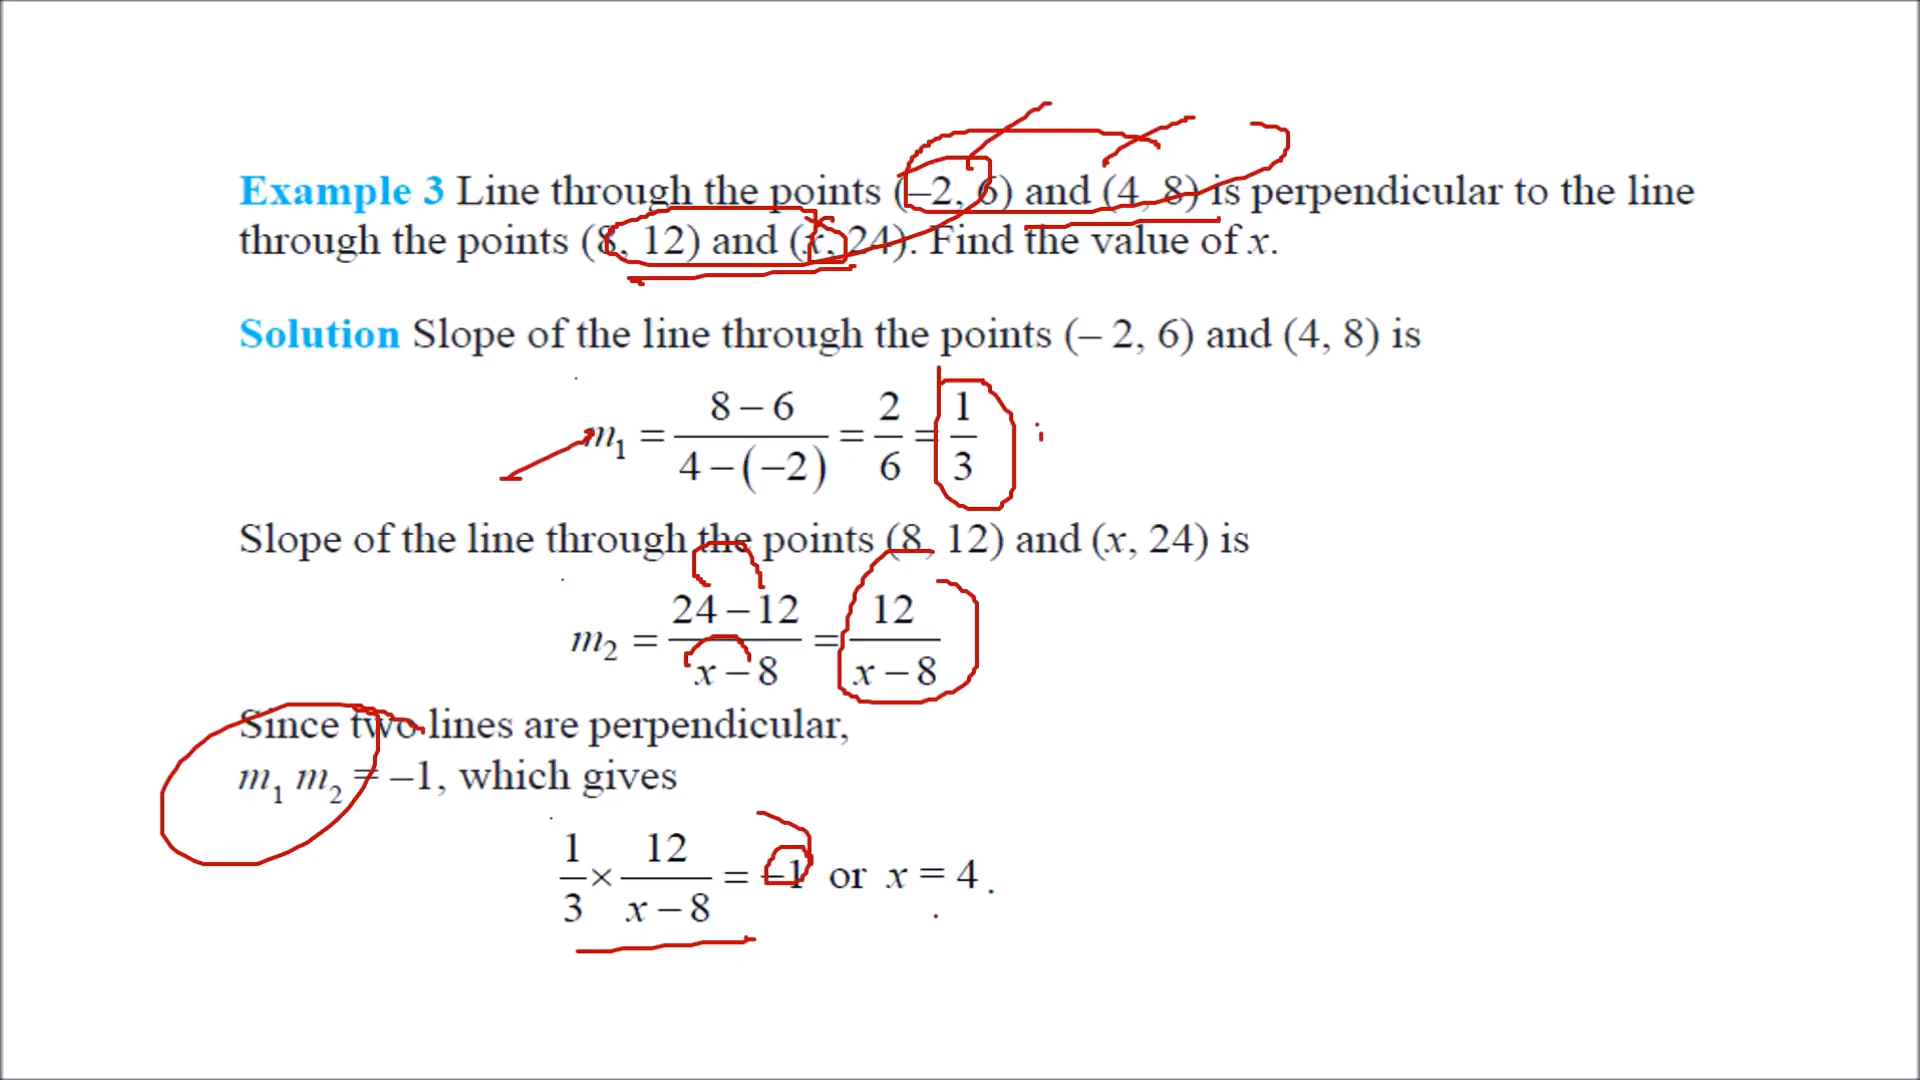 Example 3 Line through the points (–2, 6) and (4, 8) is perpendicular to the line
through the points (8, 12) and (x, 24). Find the value of x.
Solution Slope of the line through the points (– 2, 6) and (4, 8) is
m₁ = (8 – 6)/(4 – (–2)) = 2/6 = 1/3
Slope of the line through the points (8, 12) and (x, 24) is
m₂ = (24 – 12)/(x – 8) = 12/(x – 8)
Since two lines are perpendicular,
m₁ m₂ = –1, which gives
1/3 × 12/(x – 8) = –1 or x = 4 .